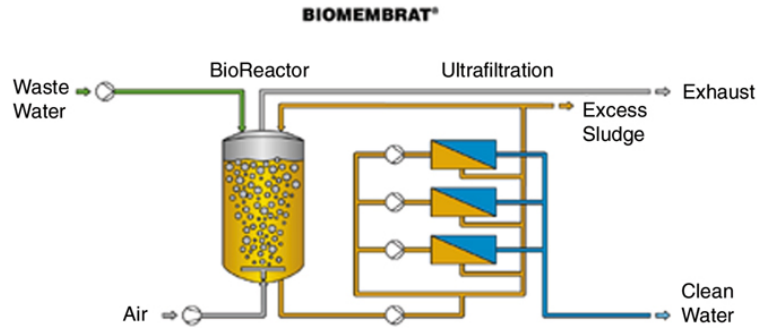 BIOMEMBRAT®
BioReactor
Ultrafiltration
Waste
Water
Exhaust
Excess
Sludge
Air
Clean
Water